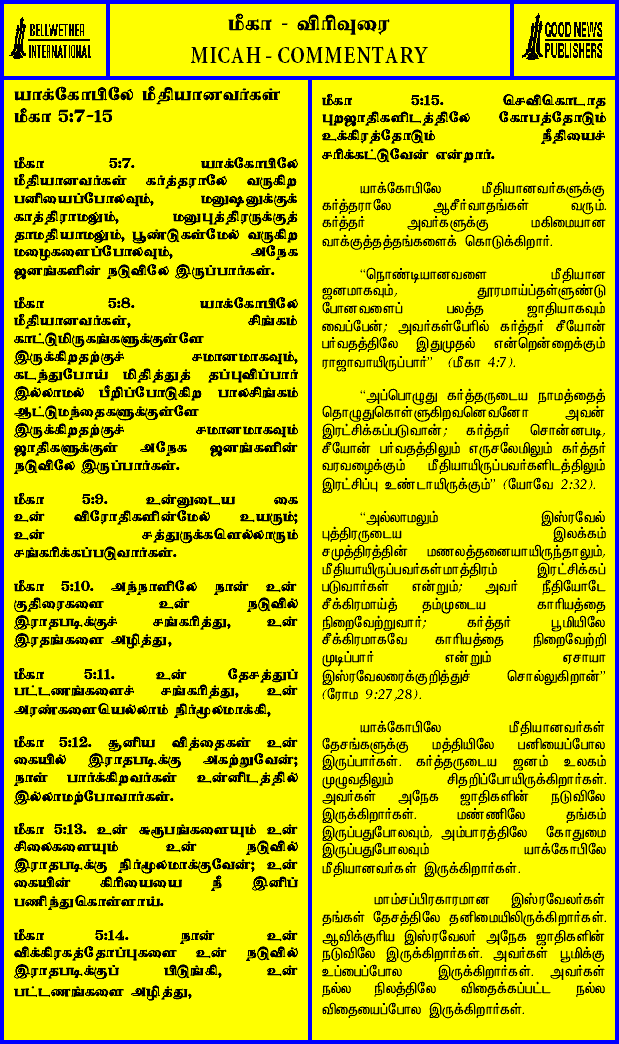 BELLWETHER
INTERNATIONAL
மீகா - விரிவுரை
MICAH - COMMENTARY
GOOD NEWS
PUBLISHERS
யாக்கோபிலே மீதியானவர்கள்
மீகா 5:7-15
மீகா 5:7. யாக்கோபிலே
மீதியானவர்கள் கர்த்தராலே வருகிற
பனியைப்போலவும், மனுஷனுக்குக்
காத்திராமலும், மனுபுத்திரருக்குத்
தாமதியாமலும், பூண்டுகள்மேல் வருகிற
மழைகளைப்போலவும், அநேக
ஜனங்களின் நடுவிலே இருப்பார்கள்.
மீகா 5:8. யாக்கோபிலே
மீதியானவர்கள், சிங்கம்
காட்டுமிருகங்களுக்குள்ளே
இருக்கிறதற்குச் சமானமாகவும்,
கடந்துபோய் மிதித்துத் தப்புவிப்பார்
இல்லாமல் பீறிப்போடுகிற பாலசிங்கம்
ஆட்டுமந்தைகளுக்குள்ளே
இருக்கிறதற்குச் சமானமாகவும்
ஜாதிகளுக்குள் அநேக ஜனங்களின்
நடுவிலே இருப்பார்கள்.
மீகா 5:9. உன்னுடைய கை
உன் விரோதிகளின்மேல் உயரும்;
உன் சத்துருக்களெல்லாரும்
சங்கரிக்கப்படுவார்கள்.
மீகா 5:10. அந்நாளிலே நான் உன்
குதிரைகளை உன் நடுவில்
இராதபடிக்குச் சங்கரித்து, உன்
இரதங்களை அழித்து,
மீகா 5:11. உன் தேசத்துப்
பட்டணங்களைச் சங்கரித்து, உன்
அரண்களையெல்லாம் நிர்மூலமாக்கி,
மீகா 5:12. சூனிய வித்தைகள் உன்
கையில் இராதபடிக்கு அகற்றுவேன்;
நாள் பார்க்கிறவர்கள் உன்னிடத்தில்
இல்லாமற்போவார்கள்.
மீகா 5:13. உன் சுரூபங்களையும் உன்
சிலைகளையும் உன் நடுவில்
இராதபடிக்கு நிர்மூலமாக்குவேன்; உன்
கையின் கிரியையை நீ இனிப்
பணிந்துகொள்ளாய்.
மீகா 5:14. நான் உன்
விக்கிரகத்தோப்புகளை உன் நடுவில்
இராதபடிக்குப் பிடுங்கி, உன்
பட்டணங்களை அழித்து,
மீகா 5:15. செவிகொடாத
புறஜாதிகளிடத்திலே கோபத்தோடும்
உக்கிரத்தோடும் நீதியைச்
சரிக்கட்டுவேன் என்றார்.
யாக்கோபிலே மீதியானவர்களுக்கு
கர்த்தராலே ஆசீர்வாதங்கள் வரும்.
கர்த்தர் அவர்களுக்கு மகிமையான
வாக்குத்தத்தங்களைக் கொடுக்கிறார்.
“நொண்டியானவளை மீதியான
ஜனமாகவும், தூரமாய்த்தள்ளுண்டு
போனவளைப் பலத்த ஜாதியாகவும்
வைப்பேன்; அவர்கள்பேரில் கர்த்தர் சீயோன்
பர்வதத்திலே இதுமுதல் என்றென்றைக்கும்
ராஜாவாயிருப்பார்” (மீகா 4:7).
“அப்பொழுது கர்த்தருடைய நாமத்தைத்
தொழுதுகொள்ளுகிறவனெவனோ அவன்
இரட்சிக்கப்படுவான்; கர்த்தர் சொன்னபடி,
சீயோன் பர்வதத்திலும் எருசலேமிலும் கர்த்தர்
வரவழைக்கும் மீதியாயிருப்பவர்களிடத்திலும்
இரட்சிப்பு உண்டாயிருக்கும்” (யோவே 2:32).
“அல்லாமலும் இஸ்ரவேல்
புத்திரருடைய இலக்கம்
சமுத்திரத்தின் மணலத்தனையாயிருந்தாலும்,
மீதியாயிருப்பவர்கள்மாத்திரம் இரட்சிக்கப்
படுவார்கள் என்றும்; அவர் நீதியோடே
சீக்கிரமாய்த் தம்முடைய காரியத்தை
நிறைவேற்றுவார்; கர்த்தர் பூமியிலே
சீக்கிரமாகவே காரியத்தை நிறைவேற்றி
முடிப்பார் என்றும் ஏசாயா
இஸ்ரவேலரைக்குறித்துச் சொல்லுகிறான்”
(ரோம 9:27,28).
யாக்கோபிலே மீதியானவர்கள்
தேசங்களுக்கு மத்தியிலே பனியைப்போல
இருப்பார்கள். கர்த்தருடைய ஜனம் உலகம்
முழுவதிலும் சிதறிப்போயிருக்கிறார்கள்.
அவர்கள் அநேக ஜாதிகளின் நடுவிலே
இருக்கிறார்கள். மண்ணிலே தங்கம்
இருப்பதுபோலவும், அம்பாரத்திலே கோதுமை
இருப்பதுபோலவும் யாக்கோபிலே
மீதியானவர்கள் இருக்கிறார்கள்.
மாம்சப்பிரகாரமான இஸ்ரவேலர்கள்
தங்கள் தேசத்திலே தனிமையிலிருக்கிறார்கள்.
ஆவிக்குரிய இஸ்ரவேலர் அநேக ஜாதிகளின்
நடுவிலே இருக்கிறார்கள். அவர்கள் பூமிக்கு
உப்பைப்போல இருக்கிறார்கள். அவர்கள்
நல்ல நிலத்திலே விதைக்கப்பட்ட நல்ல
விதையைப்போல இருக்கிறார்கள்.